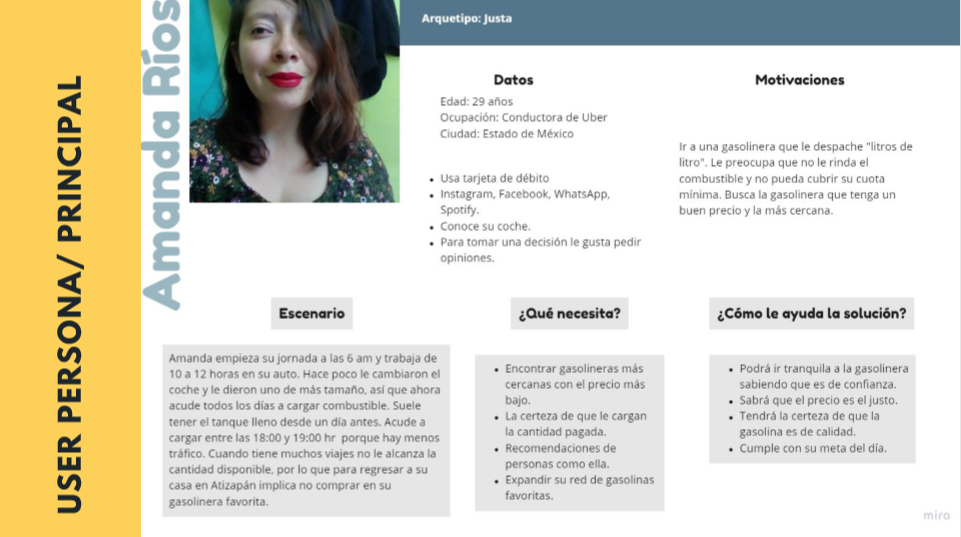 USER PERSONA/ PRINCIPAL
Amanda Ríos
Arquetipo: Justa
Datos
Edad: 29 años
Ocupación: Conductora de Uber
Ciudad: Estado de México
• Usa tarjeta de débito
• Instagram, Facebook, WhatsApp,
Spotify.
• Conoce su coche.
• Para tomar una decisión le gusta pedir
opiniones.
Motivaciones
Ir a una gasolinera que le despache "litros de
litro". Le preocupa que no le rinda el
combustible y no pueda cubrir su cuota
mínima. Busca la gasolinera que tenga un
buen precio y la más cercana.
Escenario
Amanda empieza su jornada a las 6 am y trabaja de
10 a 12 horas en su auto. Hace poco le cambiaron el
coche y le dieron uno de más tamaño, así que ahora
acude todos los días a cargar combustible. Suele
tener el tanque lleno desde un día antes. Acude a
cargar entre las 18:00 y 19:00 hr porque hay menos
tráfico. Cuando tiene muchos viajes no le alcanza la
cantidad disponible, por lo que para regresar a su
casa en Atizapán implica no comprar en su
gasolinera favorita.
¿Qué necesita?
• Encontrar gasolineras más
cercanas con el precio más
bajo.
• La certeza de que le cargan
la cantidad pagada.
• Recomendaciones de
personas como ella.
• Expandir su red de gasolinas
favoritas.
¿Cómo le ayuda la solución?
• Podrá ir tranquila a la gasolinera
sabiendo que es de confianza.
• Sabrá que el precio es el justo.
• Tendrá la certeza de que la
gasolina es de calidad.
• Cumple con su meta del día.
miro